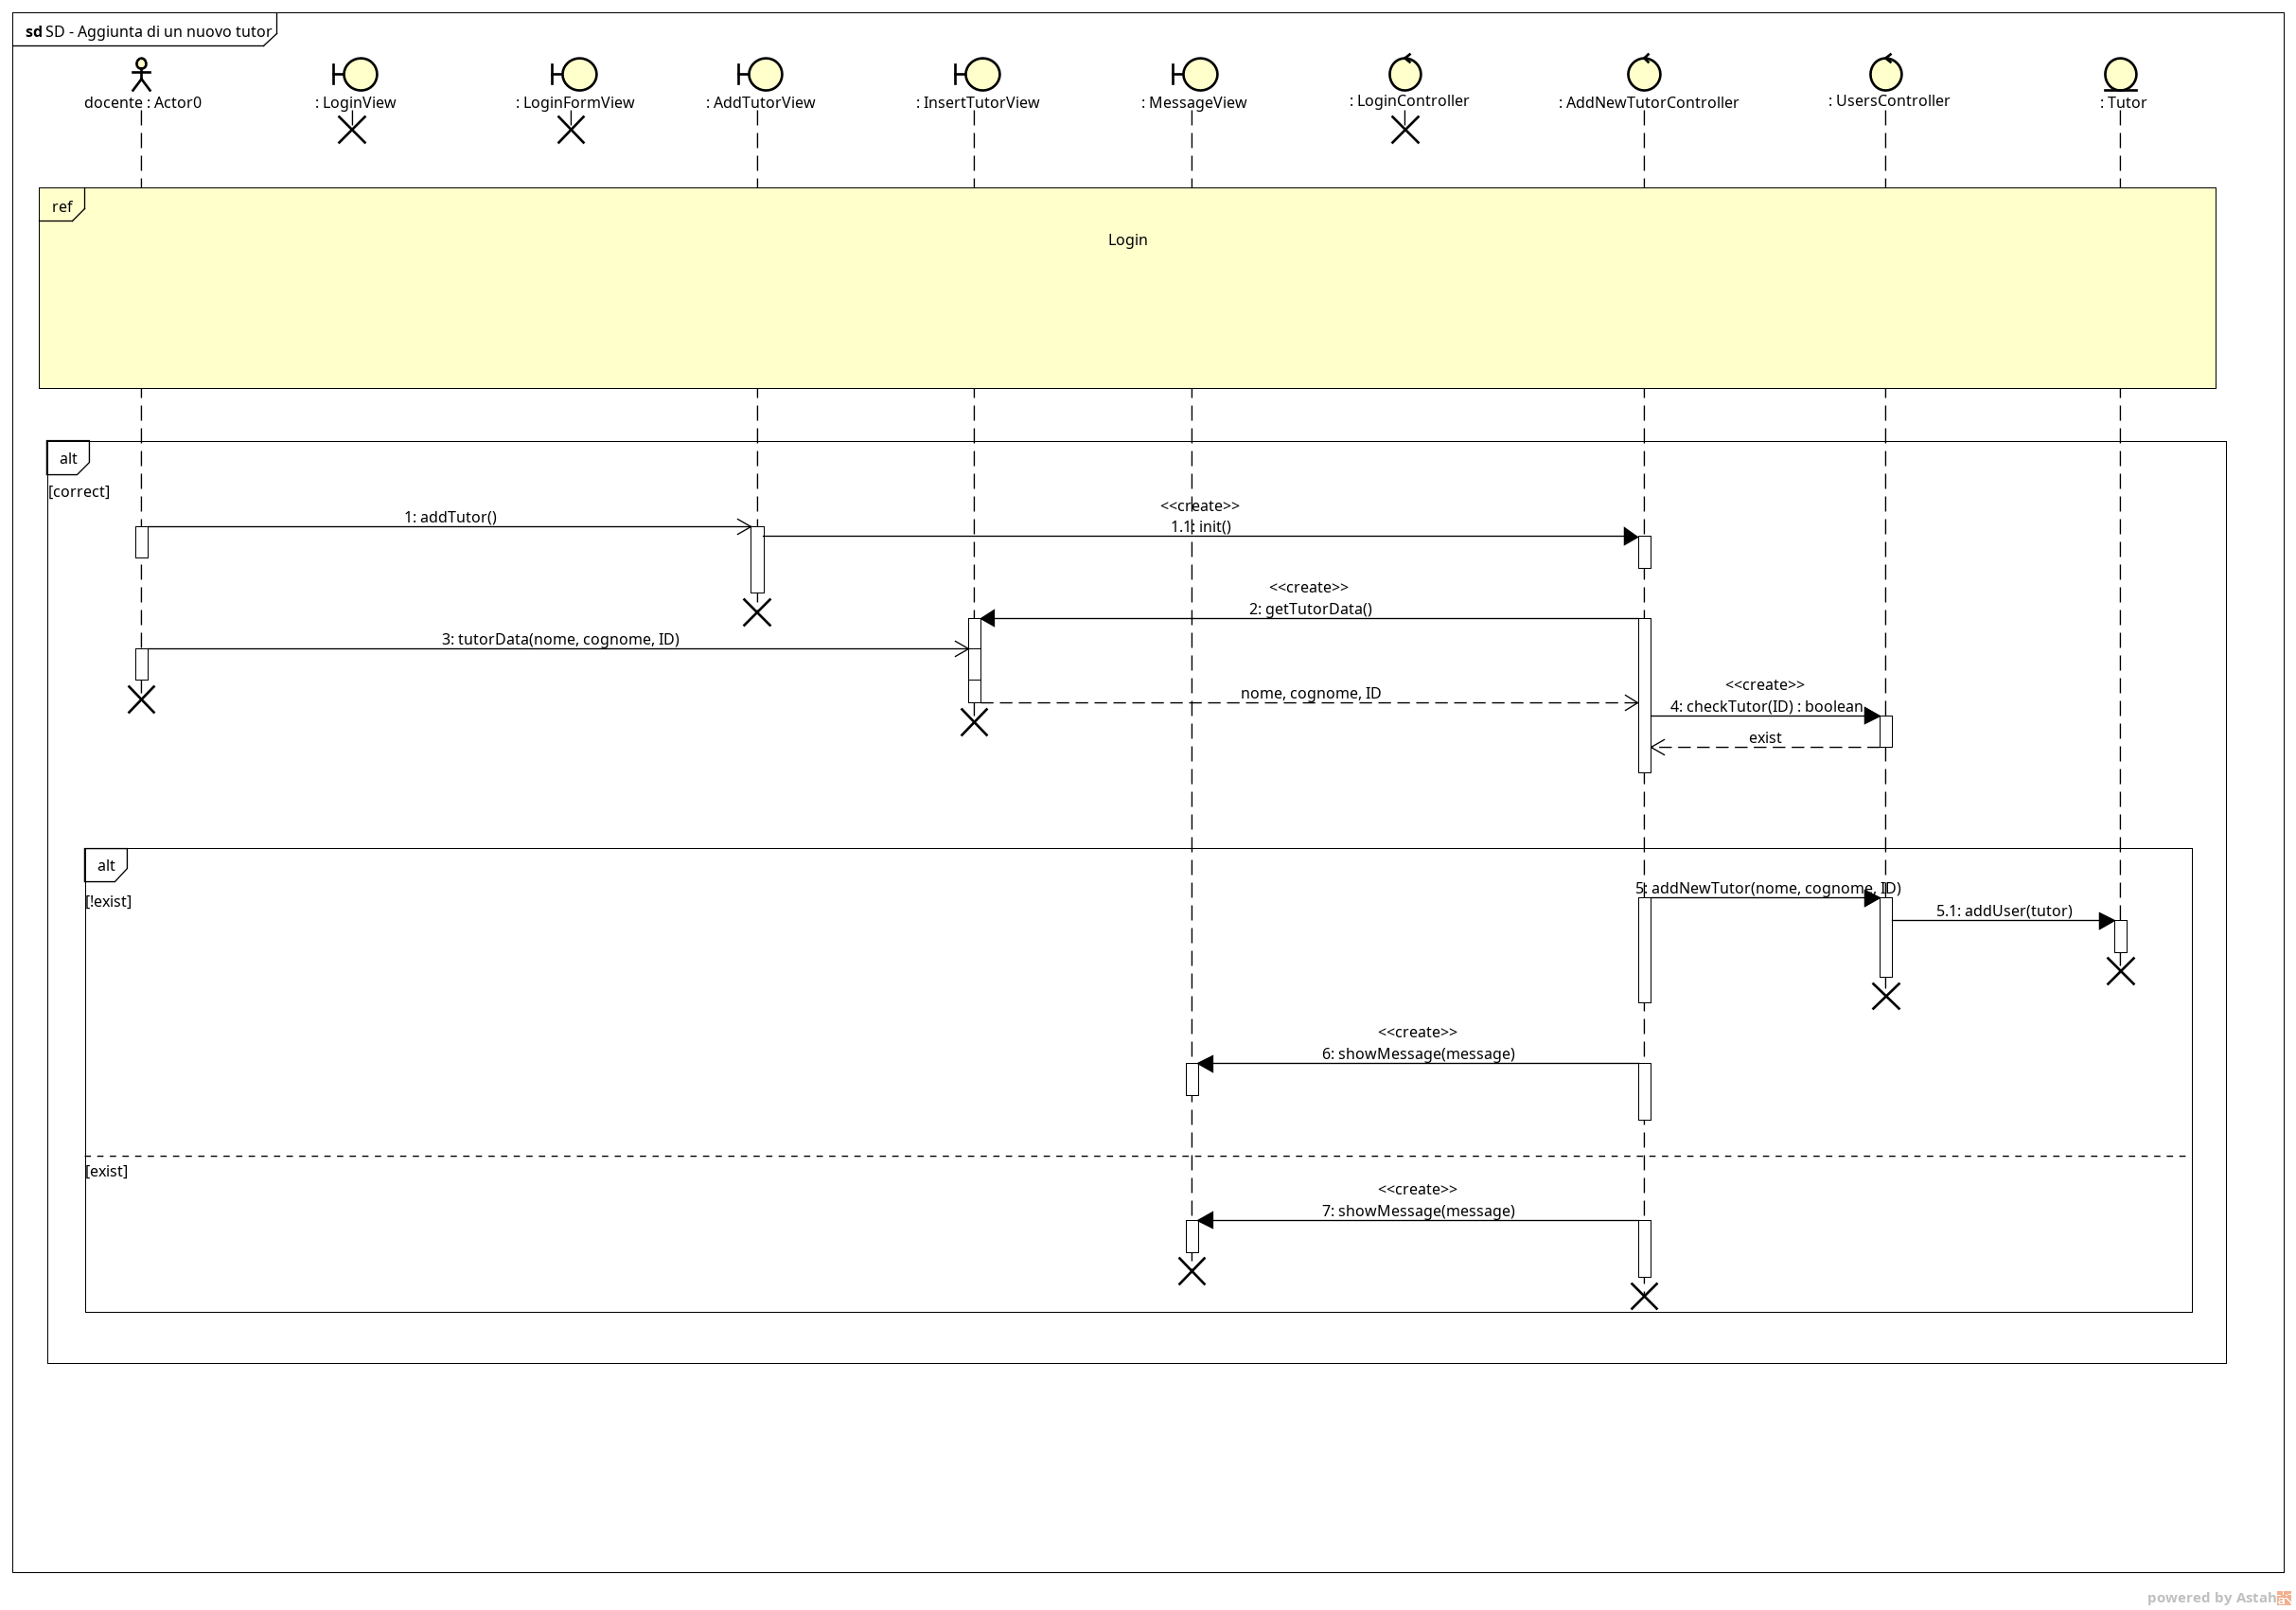 sd SD - Aggiunta di un nuovo tutor
docente : Actor0
: LoginView
: LoginFormView
: AddTutorView
: InsertTutorView
: MessageView
: LoginController
: AddNewTutorController
: UsersController
: Tutor
ref
Login
alt
[correct]
1: addTutor()
<<create>>
1.1: init()
<<create>>
2: getTutorData()
3: tutorData(nome, cognome, ID)
nome, cognome, ID
<<create>>
4: checkTutor(ID) : boolean
exist
alt
[!exist]
5: addNewTutor(nome, cognome, ID)
5.1: addUser(tutor)
<<create>>
6: showMessage(message)
[exist]
<<create>>
7: showMessage(message)
powered by Astah